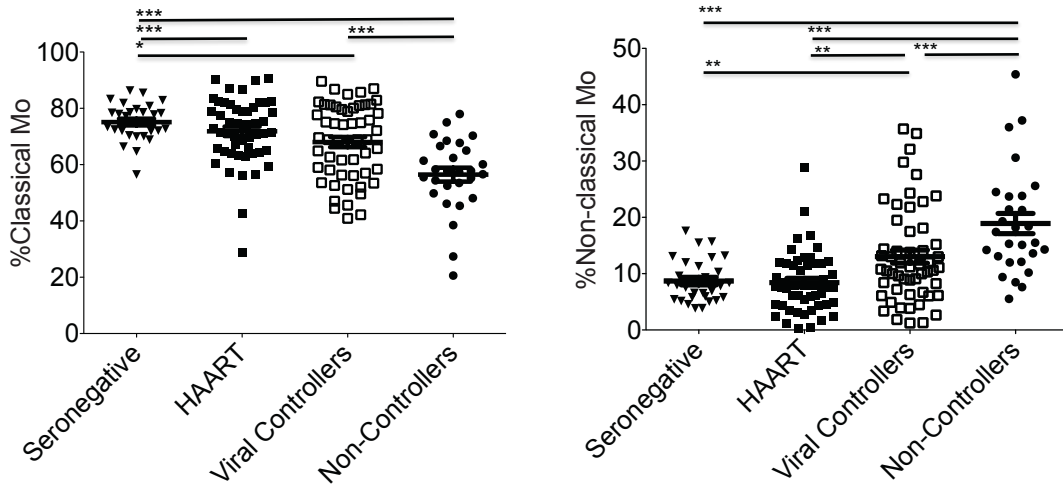 ***
***
*
***
%Classical Mo
100
80
60
40
20
0
Seronegative
HAART
Viral Controllers
Non-Controllers
***
***
**
***
**
%Non-classical Mo
50
40
30
20
10
0
Seronegative
HAART
Viral Controllers
Non-Controllers